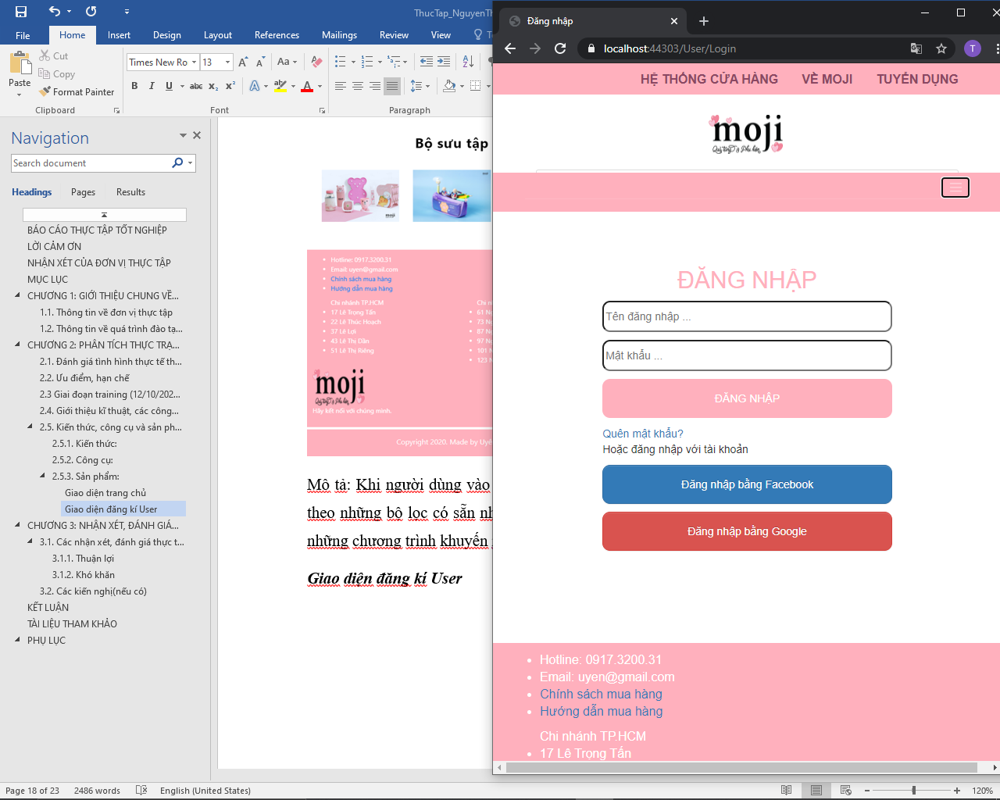 ThucTap_NguyenTh
File
Home
Insert
Design
Layout
References
Mailings
Review
View
Paste
Cut
Copy
Format Painter
Clipboard
Times New Ro
13
Aa
B I U abc x₂ x²
Font
Paragraph
Navigation
Search document
Headings
Pages
Results
BÁO CÁO THỰC TẬP TỐT NGHIỆP
LỜI CẢM ƠN
NHẬN XÉT CỦA ĐƠN VỊ THỰC TẬP
MỤC LỤC
CHƯƠNG 1: GIỚI THIỆU CHUNG VỀ...
1.1. Thông tin về đơn vị thực tập
1.2. Thông tin về quá trình đào tạ...
CHƯƠNG 2: PHÂN TÍCH THỰC TRẠ...
2.1. Đánh giá tình hình thực tế th...
2.2. Ưu điểm, hạn chế
2.3 Giai đoạn training (12/10/202...
2.4. Giới thiệu kĩ thuật, các công...
2.5. Kiến thức, công cụ và sản ph...
2.5.1. Kiến thức:
2.5.2. Công cụ:
2.5.3. Sản phẩm:
Giao diện trang chủ
Giao diện đăng kí User
CHƯƠNG 3: NHẬN XÉT, ĐÁNH GIÁ...
3.1. Các nhận xét, đánh giá thực t...
3.1.1. Thuận lợi
3.1.2. Khó khăn
3.2. Các kiến nghị(nếu có)
KẾT LUẬN
TÀI LIỆU THAM KHẢO
PHỤ LỤC
Bộ sưu tập
Hotline: 0917.3200.31
Email: uyen@gmail.com
Chính sách mua hàng
Hướng dẫn mua hàng
Chi nhánh TP.HCM
17 Lê Trọng Tấn
22 Lê Thúc Hoạch
37 Lê Lợi
43 Lê Thị Dần
51 Lê Thị Riêng
Chi n
61 N
73 N
87 N
97 N
101 N
123 N
moji
Quà tặng & Phụ kiện
Hãy kết nối với chúng mình.
Copyright 2020. Made by Uyê
Mô tả: Khi người dùng vào
theo những bộ lọc có sẵn nh
những chương trình khuyến
Giao diện đăng kí User
Page 18 of 23
2486 words
English (United States)
120%
Đăng nhập
localhost:44303/User/Login
T
HỆ THỐNG CỬA HÀNG
VỀ MOJI
TUYỂN DỤNG
moji
Quà tặng & Phụ kiện
ĐĂNG NHẬP
Tên đăng nhập ...
Mật khẩu ...
ĐĂNG NHẬP
Quên mật khẩu?
Hoặc đăng nhập với tài khoản
Đăng nhập bằng Facebook
Đăng nhập bằng Google
Hotline: 0917.3200.31
Email: uyen@gmail.com
Chính sách mua hàng
Hướng dẫn mua hàng
Chi nhánh TP.HCM
17 Lê Trọng Tấn